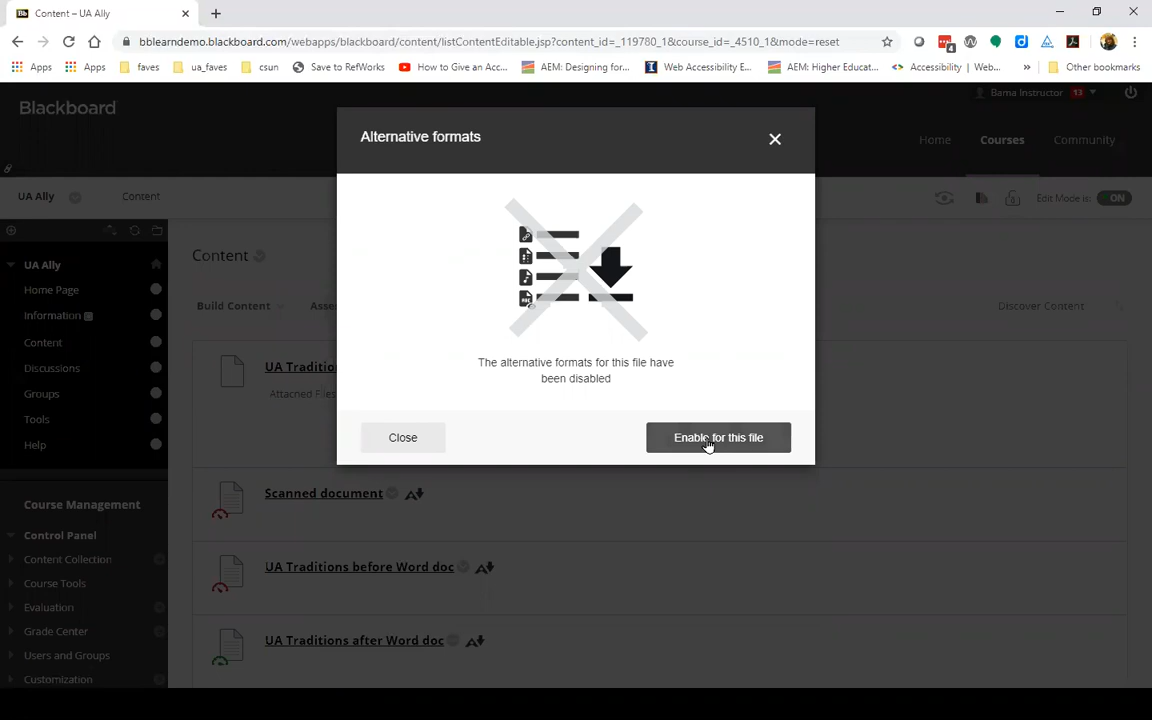 Content – UA Ally
bblearndemo.blackboard.com/webapps/blackboard/content/listContentEditable.jsp?content_id=_119780_1&course_id=_4510_1&mode=reset
4
Apps Apps faves ua_faves csun Save to RefWorks How to Give an Acc... AEM: Designing for... Web Accessibility E... AEM: Higher Educat... Accessibility | Web... » Other bookmarks
Blackboard
Bama Instructor 13
Home Courses Community
UA Ally Content
Edit Mode is: ON
Alternative formats
The alternative formats for this file have
been disabled
Close
Enable for this file
UA Ally
Home Page
Information
Content
Discussions
Groups
Tools
Help
Course Management
Control Panel
Content Collection
Course Tools
Evaluation
Grade Center
Users and Groups
Customization
Content
Build Content
Discover Content
UA Traditio
Attached Files
Scanned document
UA Traditions before Word doc
UA Traditions after Word doc